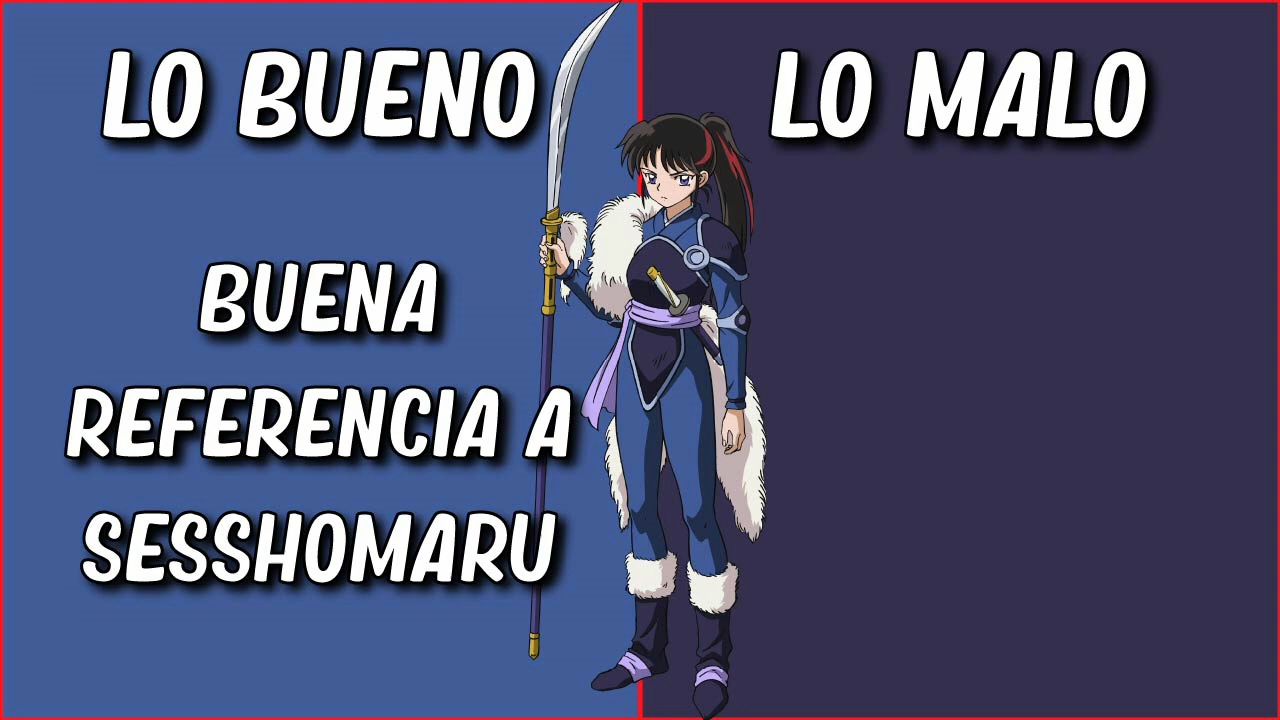 LO BUENO
LO MALO
BUENA
REFERENCIA A
SESSHOMARU